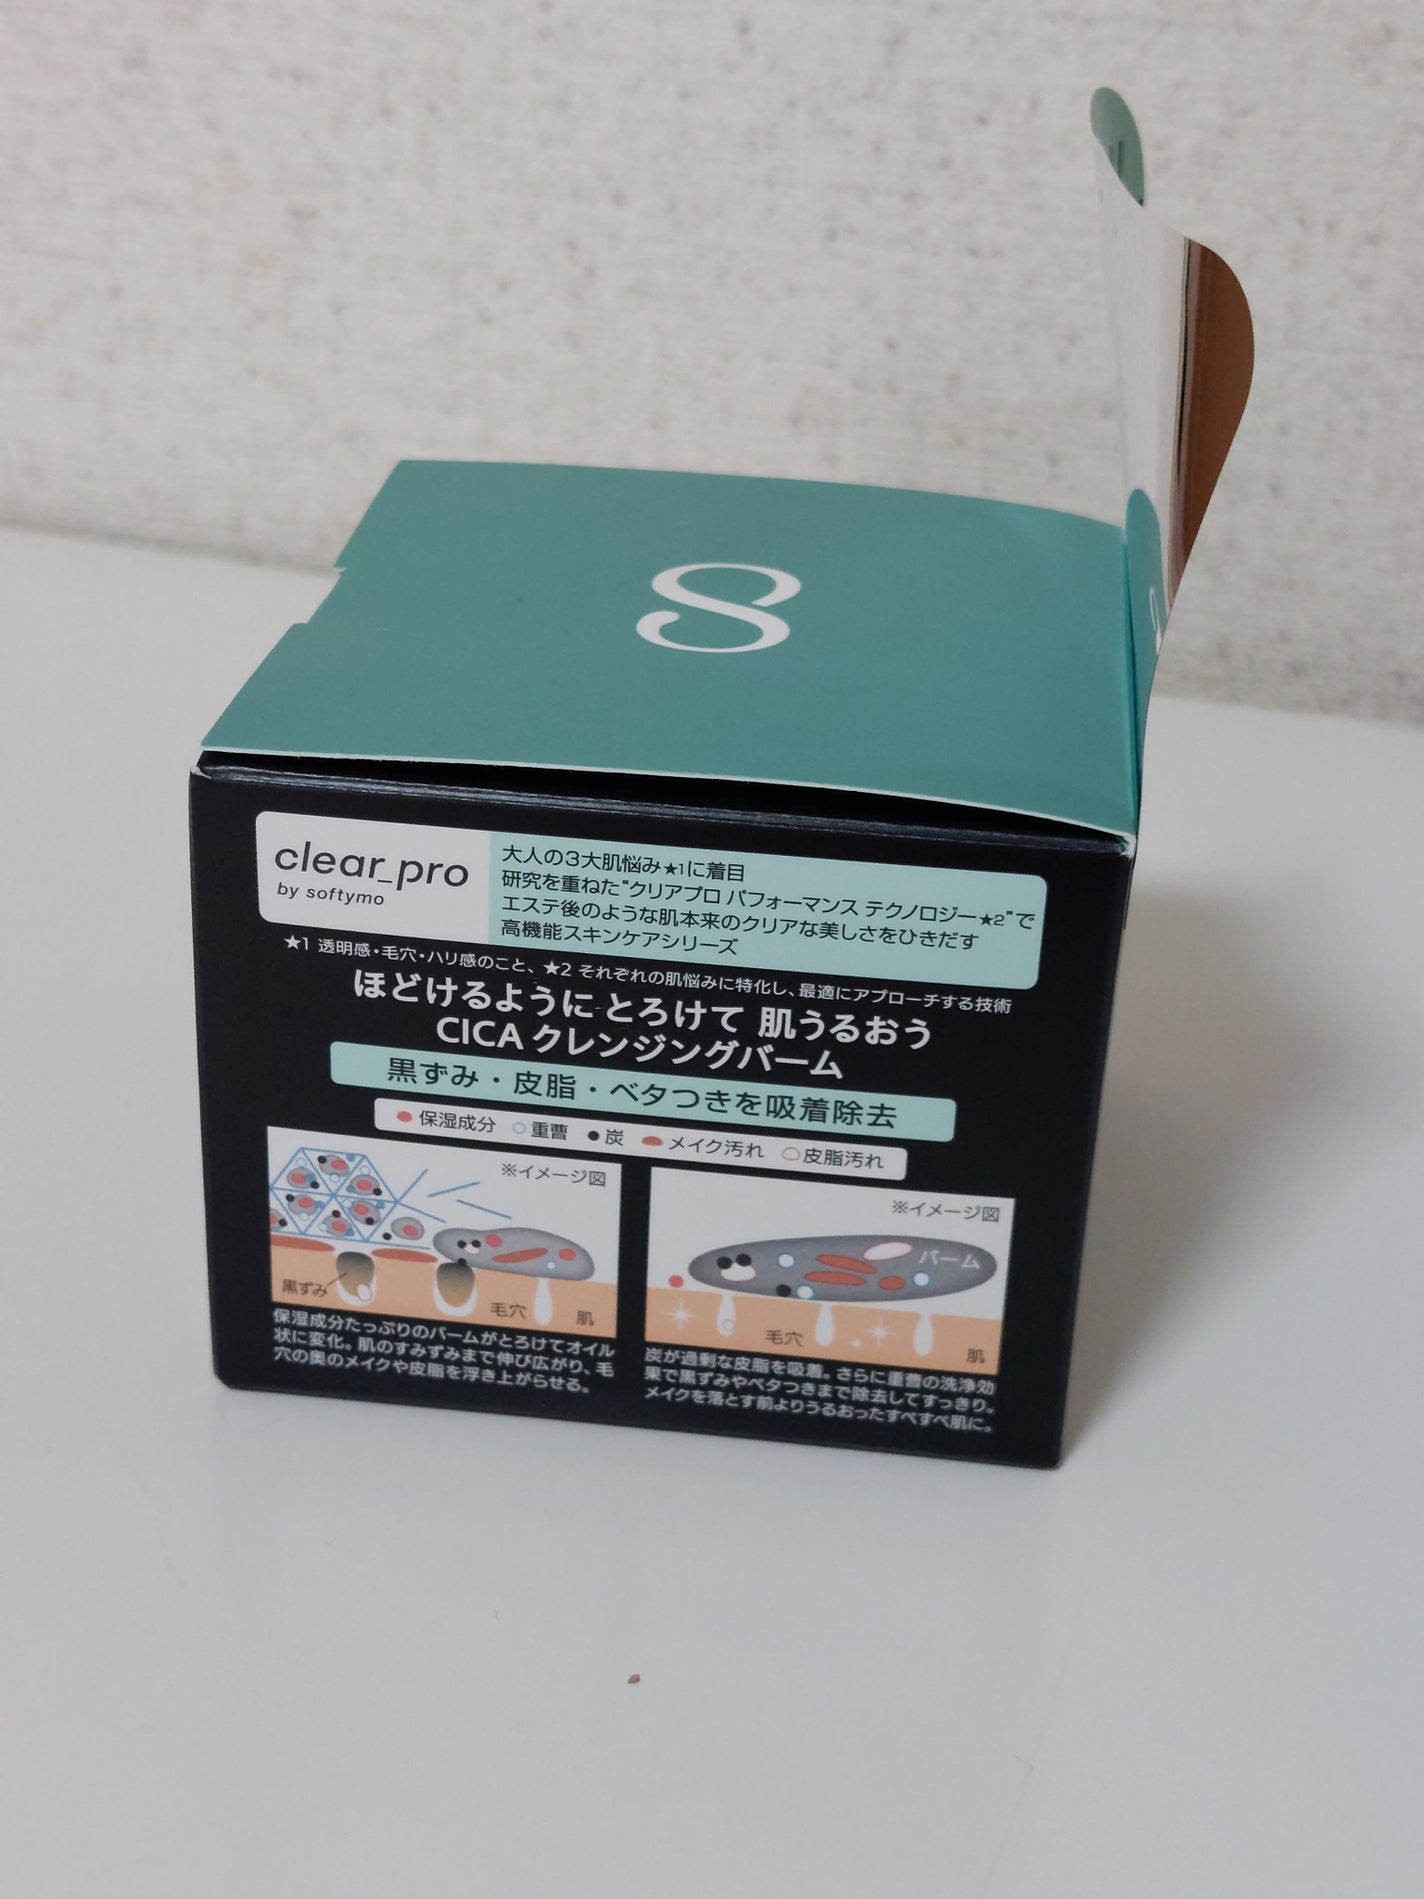 clear_pro
by softymo
大人の3大肌悩み★1に着目
研究を重ねた“クリアプロ パフォーマンス テクノロジー★2”で
エステ後のような肌本来のクリアな美しさをひきだす
高機能スキンケアシリーズ
★1 透明感・毛穴・ハリ感のこと、★2 それぞれの肌悩みに特化し、最適にアプローチする技術
ほどけるように とろけて 肌うるおう
CICA クレンジングバーム
黒ずみ・皮脂・ベタつきを吸着除去
保湿成分 重曹 炭 メイク汚れ 皮脂汚れ
※イメージ図
黒ずみ
毛穴
肌
保湿成分たっぷりのバームがとろけてオイル
状に変化。肌のすみずみまで伸び広がり、毛
穴の奥のメイクや皮脂を浮き上がらせる。
※イメージ図
バーム
毛穴
肌
炭が過剰な皮脂を吸着。さらに重曹の洗浄効
果で黒ずみやベタつきまで除去してすっきり。
メイクを落とす前よりうるおったすべすべ肌に。